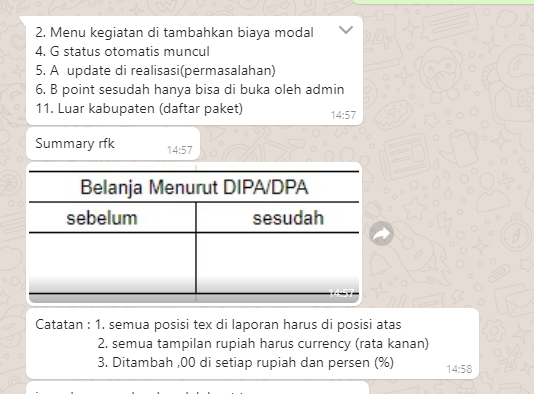 2. Menu kegiatan di tambahkan biaya modal
4. G status otomatis muncul
5. A update di realisasi(permasalahan)
6. B point sesudah hanya bisa di buka oleh admin
11. Luar kabupaten (daftar paket)
14:57
Summary rfk
14:57
Belanja Menurut DIPA/DPA
sebelum sesudah
14:57
Catatan : 1. semua posisi tex di laporan harus di posisi atas
2. semua tampilan rupiah harus currency (rata kanan)
3. Ditambah ,00 di setiap rupiah dan persen (%)
14:58